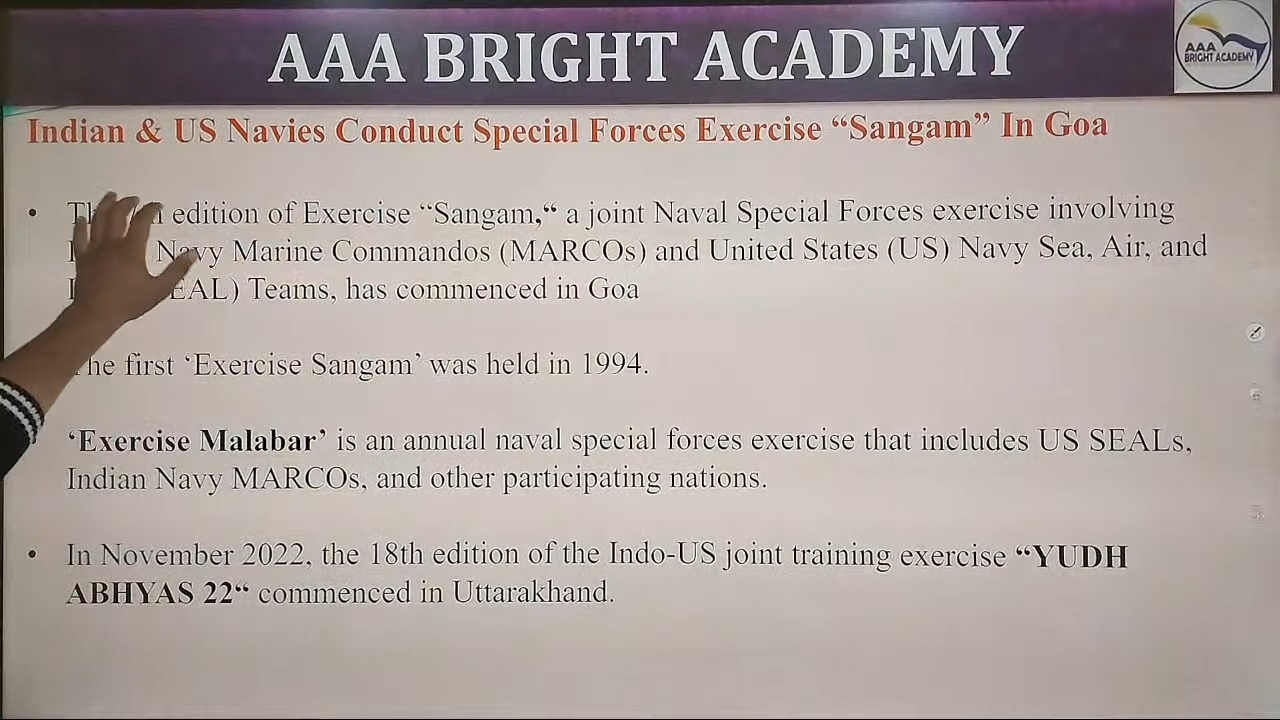 AAA BRIGHT ACADEMY
AAA
BRIGHT ACADEMY
Indian & US Navies Conduct Special Forces Exercise “Sangam” In Goa
• edition of Exercise “Sangam,“ a joint Naval Special Forces exercise involving
Navy Marine Commandos (MARCOs) and United States (US) Navy Sea, Air, and
Teams, has commenced in Goa
The first ‘Exercise Sangam’ was held in 1994.
‘Exercise Malabar’ is an annual naval special forces exercise that includes US SEALs,
Indian Navy MARCOs, and other participating nations.
• In November 2022, the 18th edition of the Indo-US joint training exercise “YUDH
ABHYAS 22“ commenced in Uttarakhand.